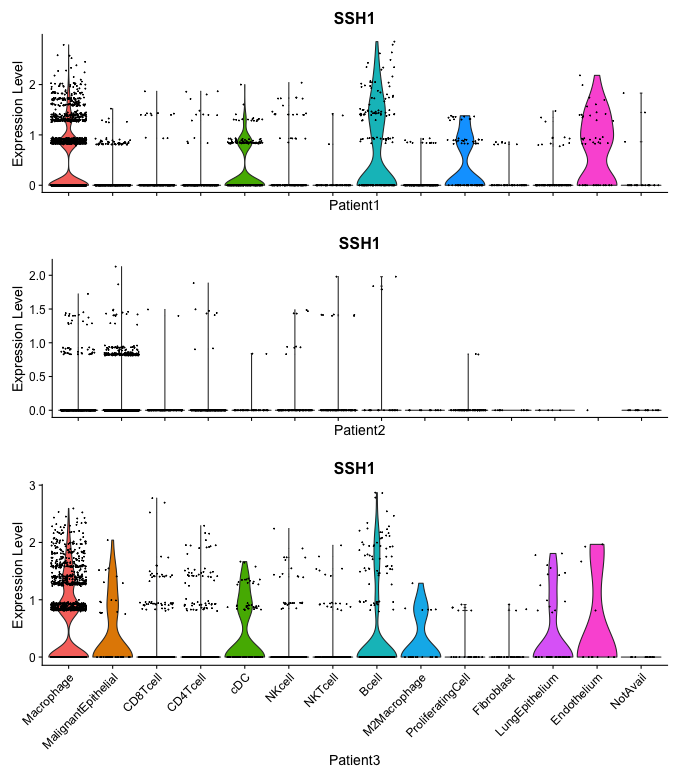 SSH1
Expression Level
2
1
0
Patient1
SSH1
Expression Level
2.0
1.5
1.0
0.5
0.0
Patient2
SSH1
Expression Level
3
2
1
0
Macrophage
MalignantEpithelial
CD8Tcell
CD4Tcell
cDC
NKcell
NKTcell
Bcell
M2Macrophage
ProliferatingCell
Fibroblast
LungEpithelium
Endothelium
NotAvail
Patient3